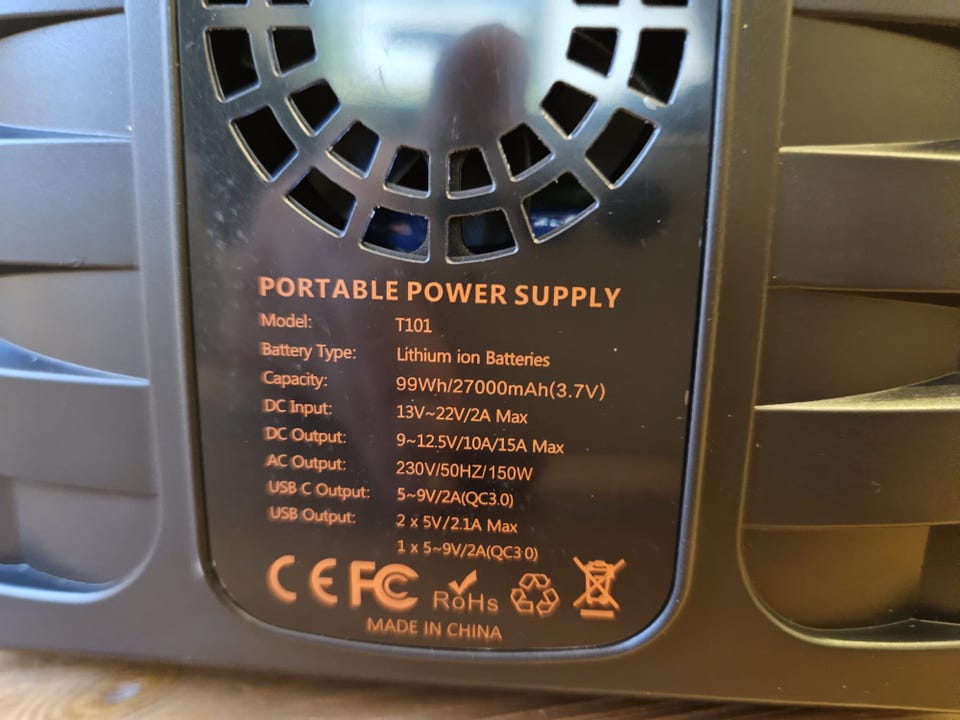 PORTABLE POWER SUPPLY
Model: T101
Battery Type: Lithium ion Batteries
Capacity: 99Wh/27000mAh(3.7V)
DC Input: 13V~22V/2A Max
DC Output: 9~12.5V/10A/15A Max
AC Output: 230V/50HZ/150W
USB C Output: 5~9V/2A(QC3.0)
USB Output: 2 x 5V/2.1A Max
1 x 5~9V/2A(QC3.0)
CE FC RoHS
MADE IN CHINA